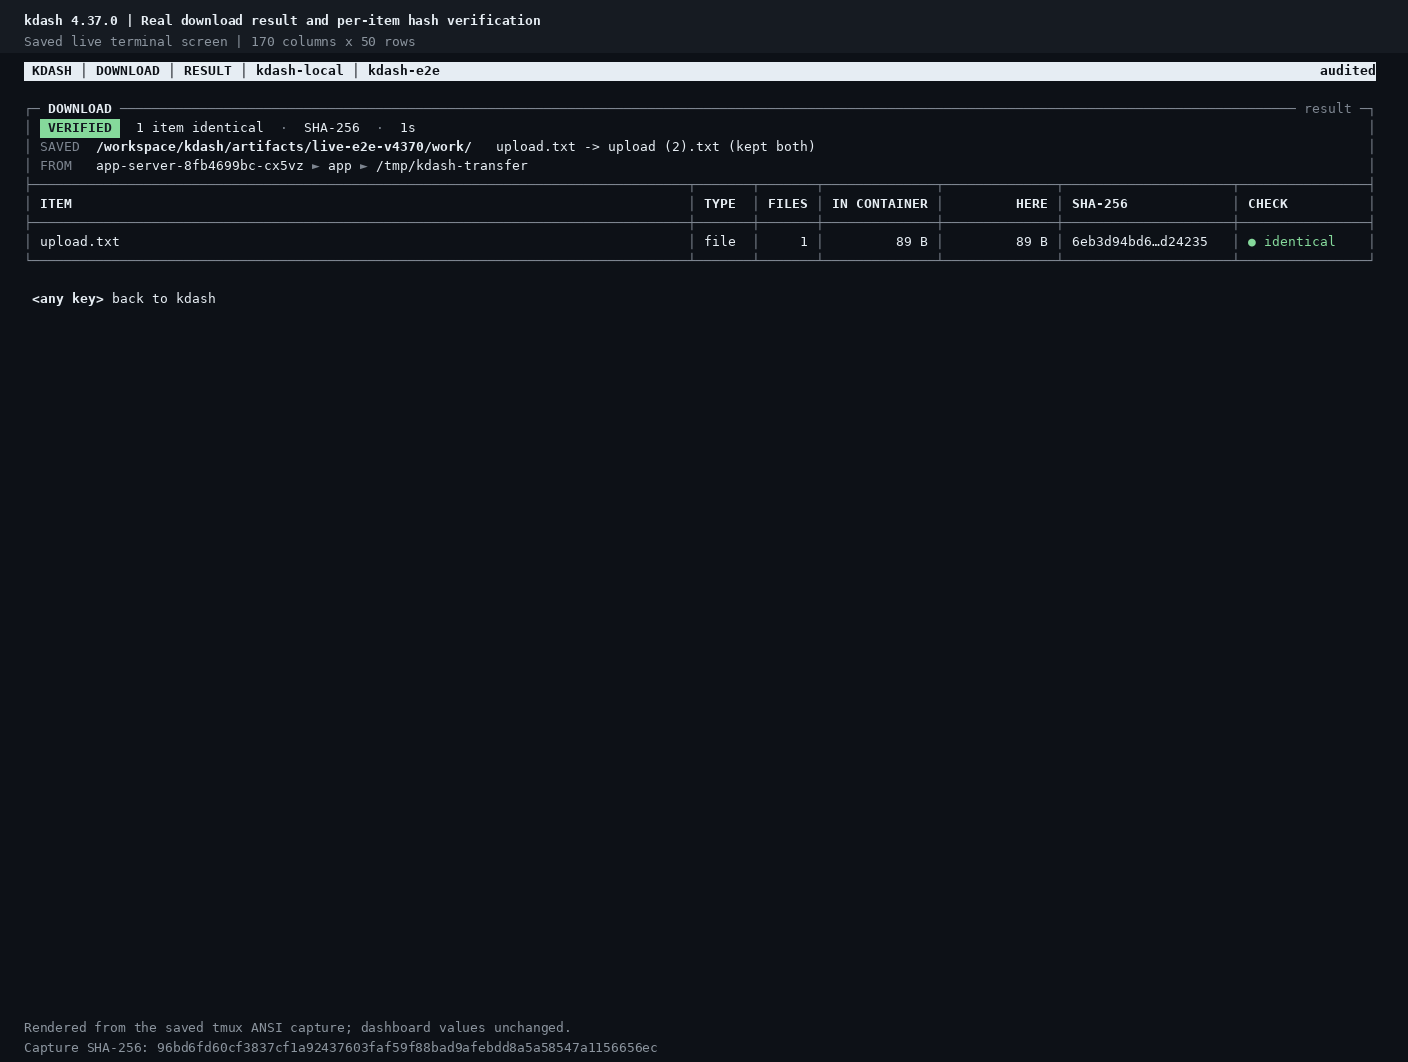 kdash 4.37.0 | Real download result and per-item hash verification
Saved live terminal screen | 170 columns x 50 rows
KDASH │ DOWNLOAD │ RESULT │ kdash-local │ kdash-e2e audited
DOWNLOAD result
VERIFIED 1 item identical · SHA-256 · 1s
SAVED /workspace/kdash/artifacts/live-e2e-v4370/work/ upload.txt -> upload (2).txt (kept both)
FROM app-server-8fb4699bc-cx5vz ► app ► /tmp/kdash-transfer
ITEM │ TYPE │ FILES │ IN CONTAINER │ HERE │ SHA-256 │ CHECK
upload.txt │ file │ 1 │ 89 B │ 89 B │ 6eb3d94bd6…d24235 │ ● identical
<any key> back to kdash
Rendered from the saved tmux ANSI capture; dashboard values unchanged.
Capture SHA-256: 96bd6fd60cf3837cf1a92437603faf59f88bad9afebdd8a5a58547a1156656ec